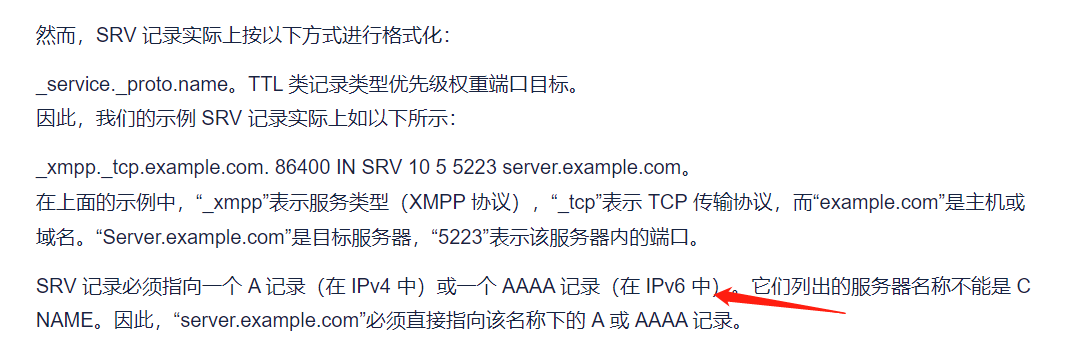 然而，SRV 记录实际上按以下方式进行格式化：
_service._proto.name。TTL 类记录类型优先级权重端口目标。
因此，我们的示例 SRV 记录实际上如以下所示：
_xmpp._tcp.example.com. 86400 IN SRV 10 5 5223 server.example.com。
在上面的示例中，“_xmpp”表示服务类型（XMPP 协议），“_tcp”表示 TCP 传输协议，而“example.com”是主机或
域名。“Server.example.com”是目标服务器，“5223”表示该服务器内的端口。
SRV 记录必须指向一个 A 记录（在 IPv4 中）或一个 AAAA 记录（在 IPv6 中）。它们列出的服务器名称不能是 C
NAME。因此，“server.example.com”必须直接指向该名称下的 A 或 AAAA 记录。